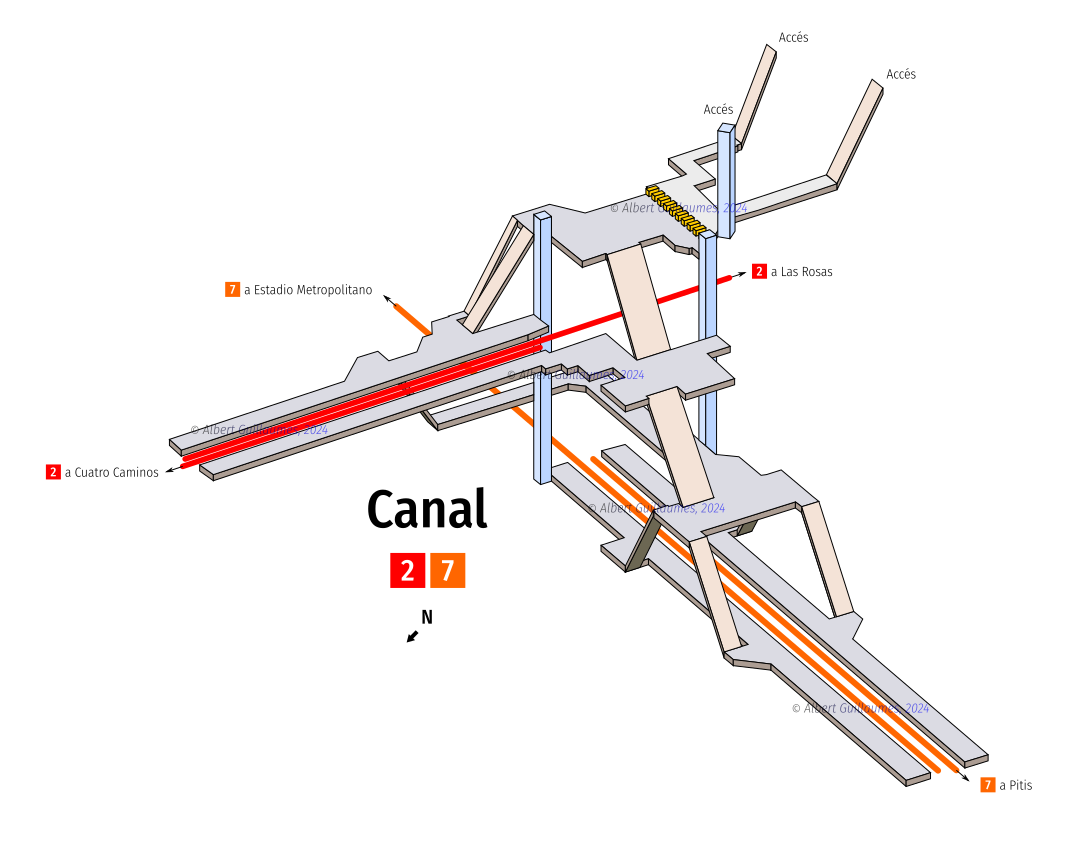 Accés
Accés
Accés
© Albert Guillaumes, 2024
2 a Las Rosas
7 a Estadio Metropolitano
© Albert Guillaumes, 2024
© Albert Guillaumes, 2024
2 a Cuatro Caminos
Canal
© Albert Guillaumes, 2024
2 7
N
© Albert Guillaumes, 2024
7 a Pitis